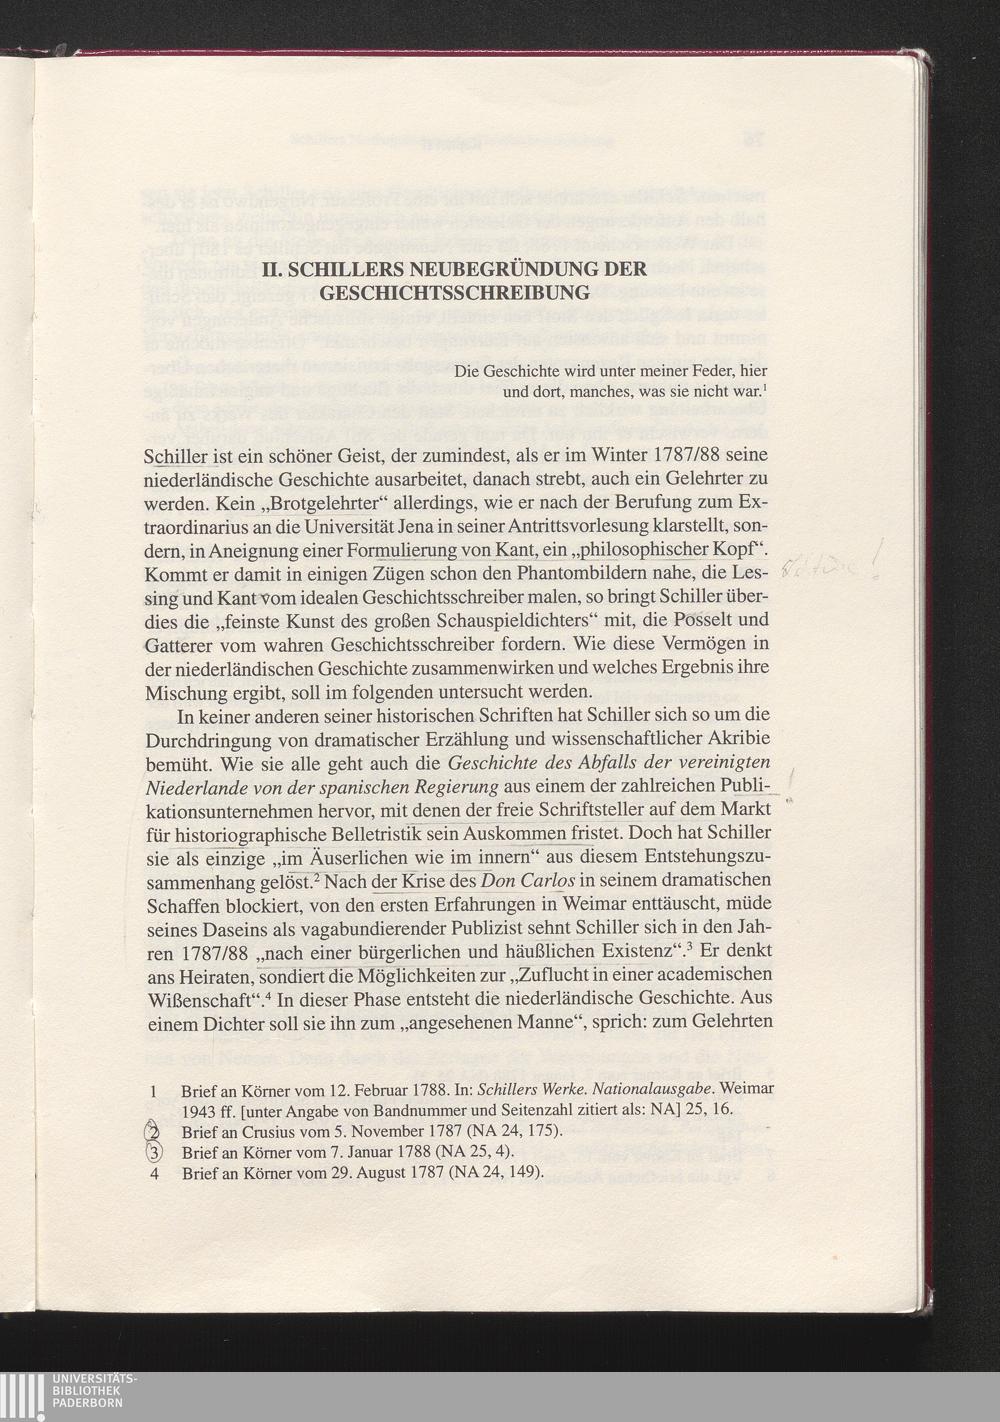 II. SCHILLERS NEUBEGRÜNDUNG DER
GESCHICHTSSCHREIBUNG
Die Geschichte wird unter meiner Feder, hier
und dort, manches, was sie nicht war.¹
Schiller ist ein schöner Geist, der zumindest, als er im Winter 1787/88 seine
niederländische Geschichte ausarbeitet, danach strebt, auch ein Gelehrter zu
werden. Kein „Brotgelehrter“ allerdings, wie er nach der Berufung zum Ex-
traordinarius an die Universität Jena in seiner Antrittsvorlesung klarstellt, son-
dern, in Aneignung einer Formulierung von Kant, ein „philosophischer Kopf“.
Kommt er damit in einigen Zügen schon den Phantombildern nahe, die Les-
sing und Kant vom idealen Geschichtsschreiber malen, so bringt Schiller über-
dies die „feinste Kunst des großen Schauspieldichters“ mit, die Posselt und
Gatterer vom wahren Geschichtsschreiber fordern. Wie diese Vermögen in
der niederländischen Geschichte zusammenwirken und welches Ergebnis ihre
Mischung ergibt, soll im folgenden untersucht werden.
In keiner anderen seiner historischen Schriften hat Schiller sich so um die
Durchdringung von dramatischer Erzählung und wissenschaftlicher Akribie
bemüht. Wie sie alle geht auch die Geschichte des Abfalls der vereinigten
Niederlande von der spanischen Regierung aus einem der zahlreichen Publi-
kationsunternehmen hervor, mit denen der freie Schriftsteller auf dem Markt
für historiographische Belletristik sein Auskommen fristet. Doch hat Schiller
sie als einzige „im Äuserlichen wie im innern“ aus diesem Entstehungszu-
sammenhang gelöst.² Nach der Krise des Don Carlos in seinem dramatischen
Schaffen blockiert, von den ersten Erfahrungen in Weimar enttäuscht, müde
seines Daseins als vagabundierender Publizist sehnt Schiller sich in den Jah-
ren 1787/88 „nach einer bürgerlichen und häußlichen Existenz“.³ Er denkt
ans Heiraten, sondiert die Möglichkeiten zur „Zuflucht in einer academischen
Wißenschaft“.⁴ In dieser Phase entsteht die niederländische Geschichte. Aus
einem Dichter soll sie ihn zum „angesehenen Manne“, sprich: zum Gelehrten
1 Brief an Körner vom 12. Februar 1788. In: Schillers Werke. Nationalausgabe. Weimar
1943 ff. [unter Angabe von Bandnummer und Seitenzahl zitiert als: NA] 25, 16.
2 Brief an Crusius vom 5. November 1787 (NA 24, 175).
3 Brief an Körner vom 7. Januar 1788 (NA 25, 4).
4 Brief an Körner vom 29. August 1787 (NA 24, 149).
UNIVERSITÄTS-
BIBLIOTHEK
PADERBORN